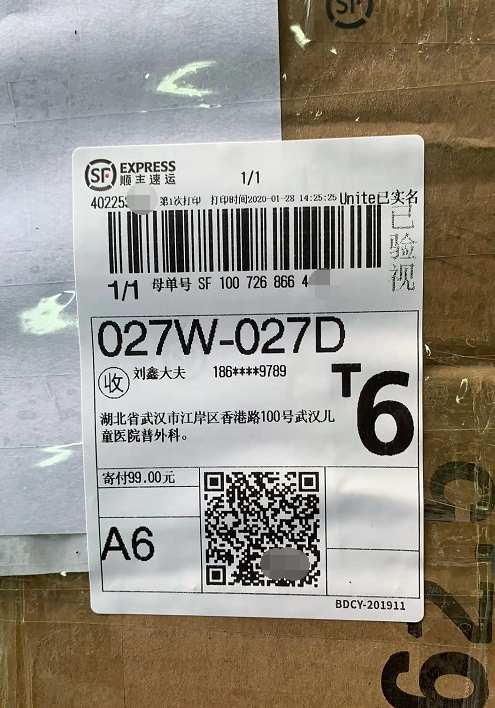 SF
SF EXPRESS
顺丰速运
1/1
40225 第1次打印 打印时间2020-01-28 14:25:25 Unite已实名
已验视
1/1 母单号 SF 100 726 866 4
027W-027D
收 刘鑫大夫 186****9789
T6
湖北省武汉市江岸区香港路100号武汉儿
童医院普外科。
寄付99.00元
A6
BDCY-201911